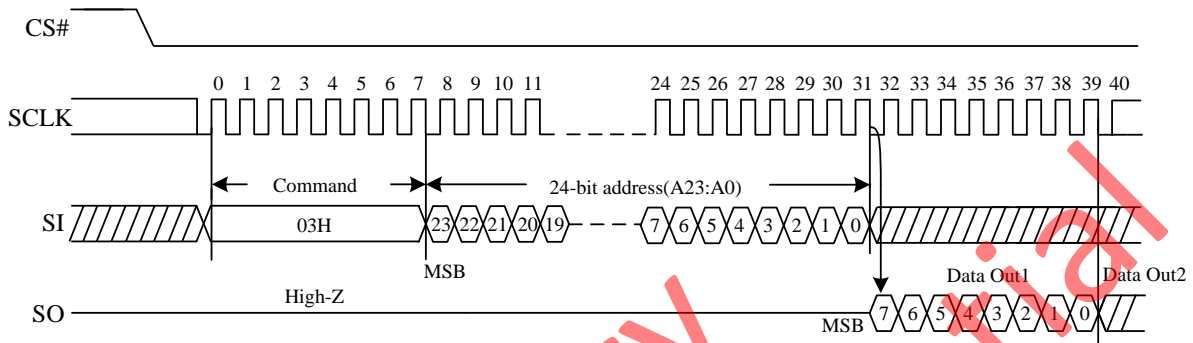 CS#
0 1 2 3 4 5 6 7 8 9 10 11 24 25 26 27 28 29 30 31 32 33 34 35 36 37 38 39 40
SCLK
Command 24-bit address(A23:A0)
SI 03H 23 22 21 20 19 7 6 5 4 3 2 1 0
MSB Data Out1 Data Out2
High-Z
SO MSB 7 6 5 4 3 2 1 0